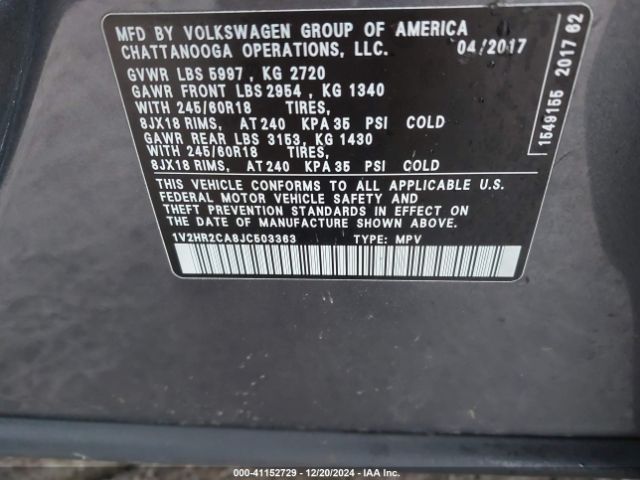 MFD BY VOLKSWAGEN GROUP OF AMERICA
CHATTANOOGA OPERATIONS, LLC. 04/2017
GVWR LBS 5997 , KG 2720
GAWR FRONT LBS 2954 , KG 1340
WITH 245/60R18 TIRES,
8JX18 RIMS, AT 240 KPA 35 PSI COLD
GAWR REAR LBS 3153, KG 1430
WITH 245/60R18 TIRES,
8JX18 RIMS, AT 240 KPA 35 PSI COLD
THIS VEHICLE CONFORMS TO ALL APPLICABLE U.S.
FEDERAL MOTOR VEHICLE SAFETY AND
THEFT PREVENTION STANDARDS IN EFFECT ON
THE DATE OF MANUFACTURE SHOWN ABOVE.
1V2HR2CA8JC503363 TYPE: MPV
1549155 2017 62
000-41152729 - 12/20/2024 - IAA Inc.